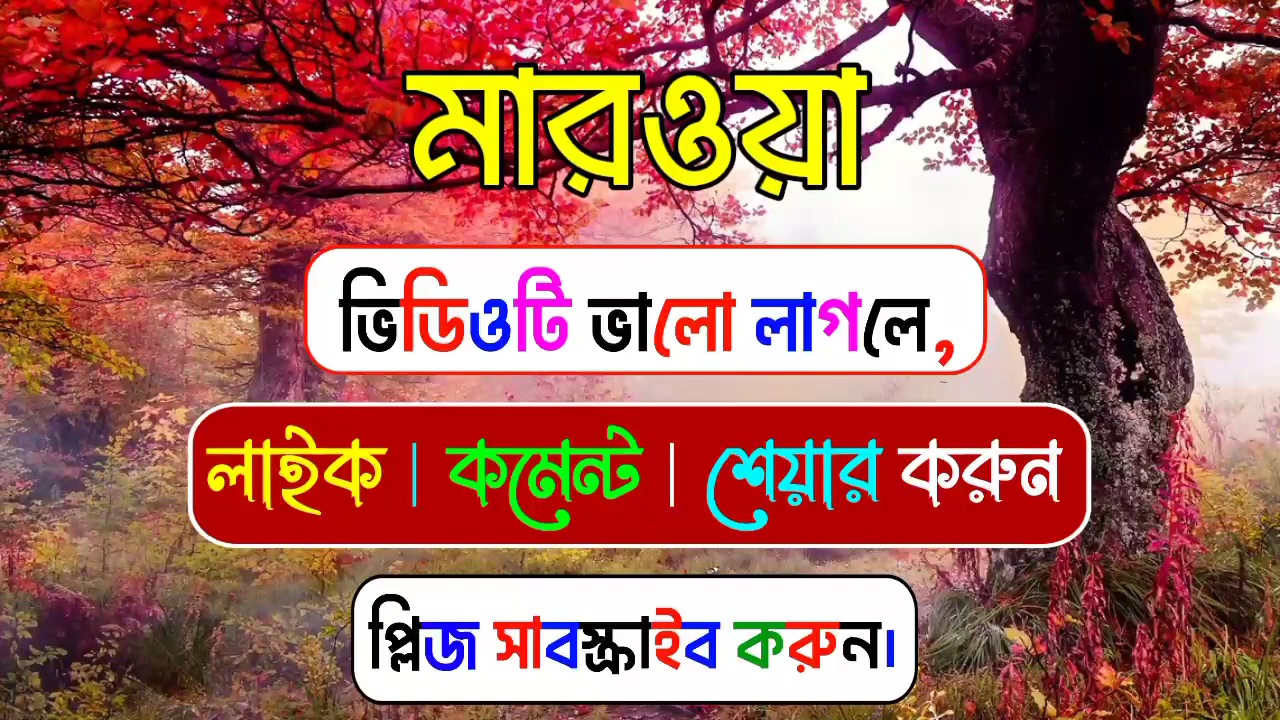 মারওয়া
ভিডিওটি ভালো লাগলে,
লাইক | কমেন্ট | শেয়ার করুন
প্লিজ সাবস্ক্রাইব করুন।